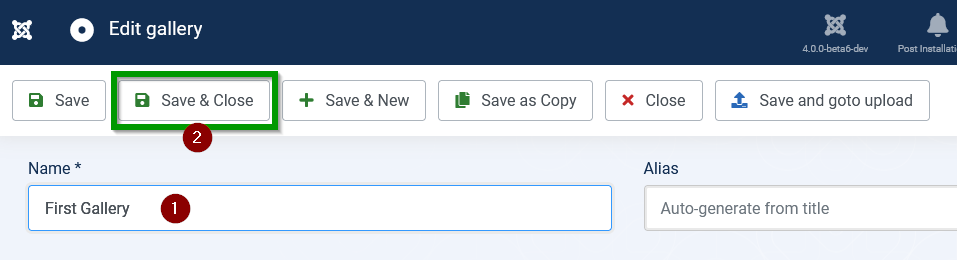 Edit gallery
4.0.0-beta6-dev
Post Installati
Save
Save & Close
Save & New
Save as Copy
Close
Save and goto upload
2
Name *
Alias
First Gallery
1
Auto-generate from title